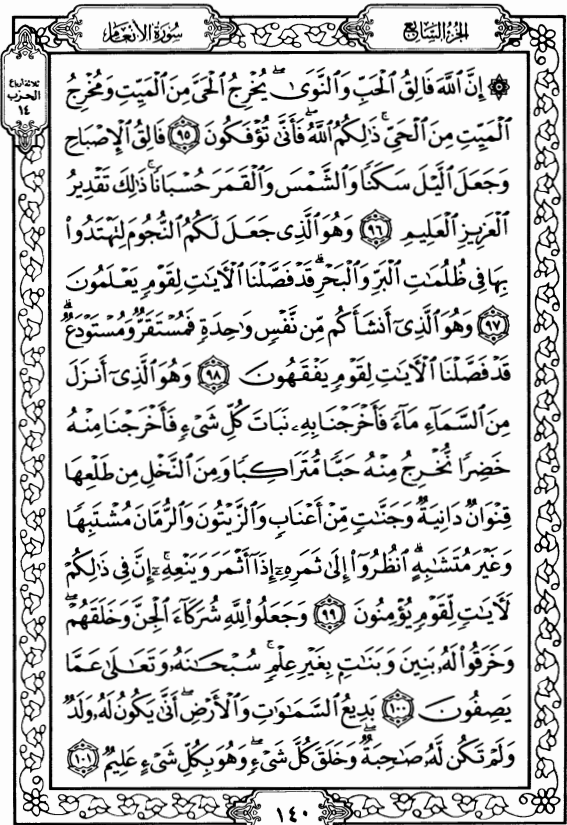 الجزء السابع
سورة الأنعام
ثلاثة أرباع
الحزب
١٤
۞ إِنَّ ٱللَّهَ فَالِقُ ٱلْحَبِّ وَٱلنَّوَىٰۖ يُخْرِجُ ٱلْحَىَّ مِنَ ٱلْمَيِّتِ وَمُخْرِجُ
ٱلْمَيِّتِ مِنَ ٱلْحَىِّۚ ذَٰلِكُمُ ٱللَّهُۖ فَأَنَّىٰ تُؤْفَكُونَ ٩٥ فَالِقُ ٱلْإِصْبَاحِ
وَجَعَلَ ٱلَّيْلَ سَكَنًا وَٱلشَّمْسَ وَٱلْقَمَرَ حُسْبَانًاۚ ذَٰلِكَ تَقْدِيرُ
ٱلْعَزِيزِ ٱلْعَلِيمِ ٩٦ وَهُوَ ٱلَّذِى جَعَلَ لَكُمُ ٱلنُّجُومَ لِتَهْتَدُوا۟
بِهَا فِى ظُلُمَٰتِ ٱلْبَرِّ وَٱلْبَحْرِۗ قَدْ فَصَّلْنَا ٱلْءَايَٰتِ لِقَوْمٍ يَعْلَمُونَ
٩٧ وَهُوَ ٱلَّذِىٓ أَنشَأَكُم مِّن نَّفْسٍ وَٰحِدَةٍ فَمُسْتَقَرٌّ وَمُسْتَوْدَعٌۗ
قَدْ فَصَّلْنَا ٱلْءَايَٰتِ لِقَوْمٍ يَفْقَهُونَ ٩٨ وَهُوَ ٱلَّذِىٓ أَنزَلَ
مِنَ ٱلسَّمَآءِ مَآءً فَأَخْرَجْنَا بِهِۦ نَبَاتَ كُلِّ شَىْءٍ فَأَخْرَجْنَا مِنْهُ
خَضِرًا نُّخْرِجُ مِنْهُ حَبًّا مُّتَرَاكِبًا وَمِنَ ٱلنَّخْلِ مِن طَلْعِهَا
قِنْوَانٌ دَانِيَةٌ وَجَنَّٰتٍ مِّنْ أَعْنَابٍ وَٱلزَّيْتُونَ وَٱلرُّمَّانَ مُشْتَبِهًا
وَغَيْرَ مُتَشَٰبِهٍۗ ٱنظُرُوٓا۟ إِلَىٰ ثَمَرِهِۦٓ إِذَآ أَثْمَرَ وَيَنْعِهِۦٓۚ إِنَّ فِى ذَٰلِكُمْ
لَءَايَٰتٍ لِّقَوْمٍ يُؤْمِنُونَ ٩٩ وَجَعَلُوا۟ لِلَّهِ شُرَكَآءَ ٱلْجِنَّ وَخَلَقَهُمْۖ
وَخَرَقُوا۟ لَهُۥ بَنِينَ وَبَنَٰتٍۭ بِغَيْرِ عِلْمٍۚ سُبْحَٰنَهُۥ وَتَعَٰلَىٰ عَمَّا
يَصِفُونَ ١٠٠ بَدِيعُ ٱلسَّمَٰوَٰتِ وَٱلْأَرْضِۖ أَنَّىٰ يَكُونُ لَهُۥ وَلَدٌ
وَلَمْ تَكُن لَّهُۥ صَٰحِبَةٌۖ وَخَلَقَ كُلَّ شَىْءٍۖ وَهُوَ بِكُلِّ شَىْءٍ عَلِيمٌ ١٠١
١٤٠